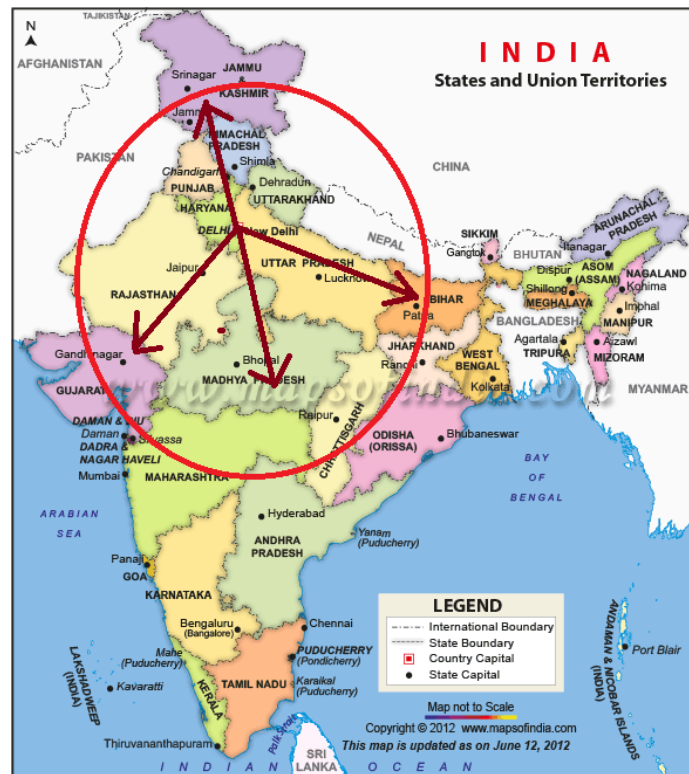 N
TAJIKISTAN
INDIA
States and Union Territories
AFGHANISTAN
Srinagar
JAMMU
&
KASHMIR
HIMACHAL
PRADESH
PAKISTAN
Shimla
CHINA
Chandigarh
PUNJAB
Dehradun
UTTARAKHAND
HARYANA
DELHI
New Delhi
NEPAL
SIKKIM
Gangtok
BHUTAN
ARUNACHAL
PRADESH
Itanagar
UTTAR PRADESH
Jaipur
Lucknow
RAJASTHAN
BIHAR
Patna
Dispur
ASOM
(ASSAM)
NAGALAND
Shillong
Kohima
MEGHALAYA
Imphal
MANIPUR
BANGLADESH
Agartala
TRIPURA
Aizawl
MIZORAM
JHARKHAND
Ranchi
WEST
BENGAL
Kolkata
MYANMAR
Gandhinagar
GUJARAT
Bhopal
MADHYA PRADESH
www.mapsofindia.com
Raipur
CHHATTISGARH
ODISHA
(ORISSA)
Bhubaneswar
DAMAN & DIU
Daman
Silvassa
DADRA &
NAGAR HAVELI
Mumbai
MAHARASHTRA
BAY
OF
BENGAL
ARABIAN
SEA
Hyderabad
ANDHRA
PRADESH
Yanam
(Puducherry)
Panaji
GOA
KARNATAKA
Bengaluru
(Bangalore)
Chennai
Mahe
(Puducherry)
PUDUCHERRY
(Pondicherry)
Karaikal
(Puducherry)
TAMIL NADU
KERALA
LAKSHADWEEP
(INDIA)
Kavaratti
Thiruvananthapuram
Palk Strait
SRI
LANKA
INDIAN OCEAN
ANDAMAN & NICOBAR ISLANDS
(INDIA)
Port Blair
LEGEND
International Boundary
State Boundary
Country Capital
State Capital
Map not to Scale
Copyright © 2012 www.mapsofindia.com
This map is updated as on June 12, 2012